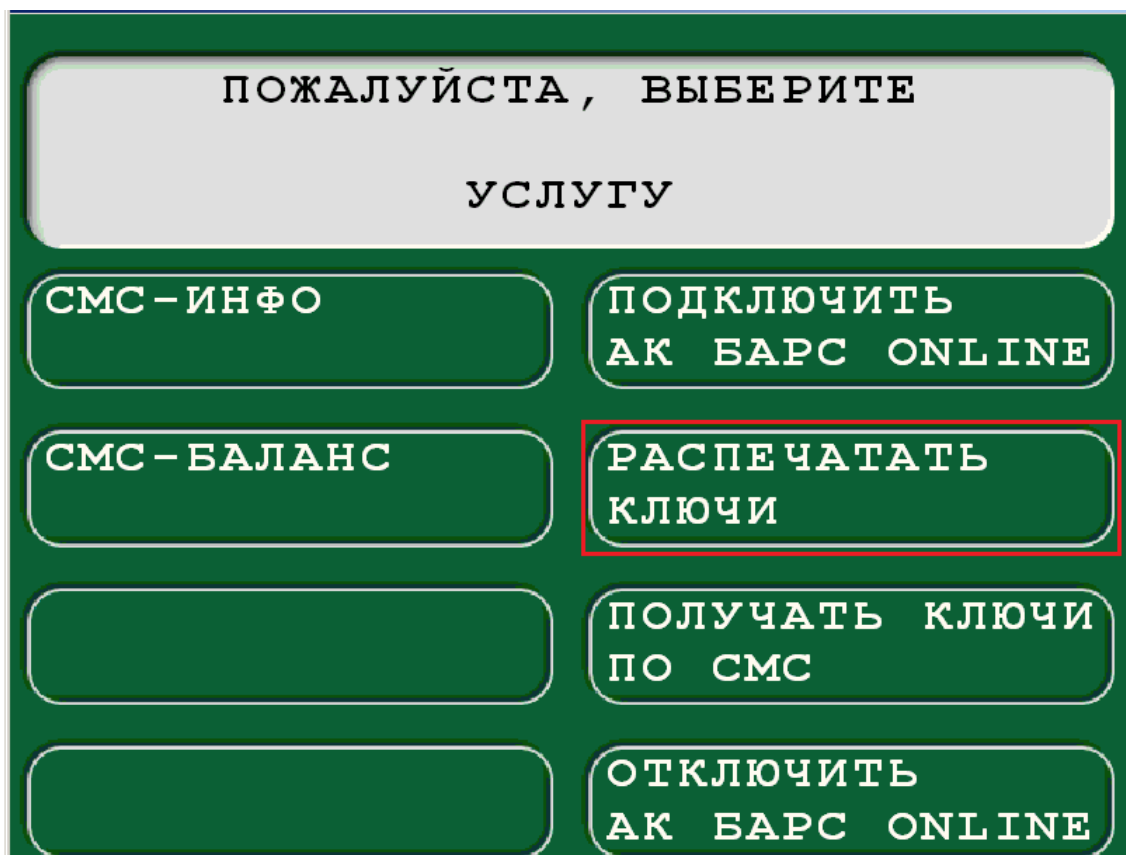 ПОЖАЛУЙСТА, ВЫБЕРИТЕ
УСЛУГУ
СМС-ИНФО
ПОДКЛЮЧИТЬ
АК БАРС ONLINE
СМС-БАЛАНС
РАСПЕЧАТАТЬ
КЛЮЧИ
ПОЛУЧАТЬ КЛЮЧИ
ПО СМС
ОТКЛЮЧИТЬ
АК БАРС ONLINE